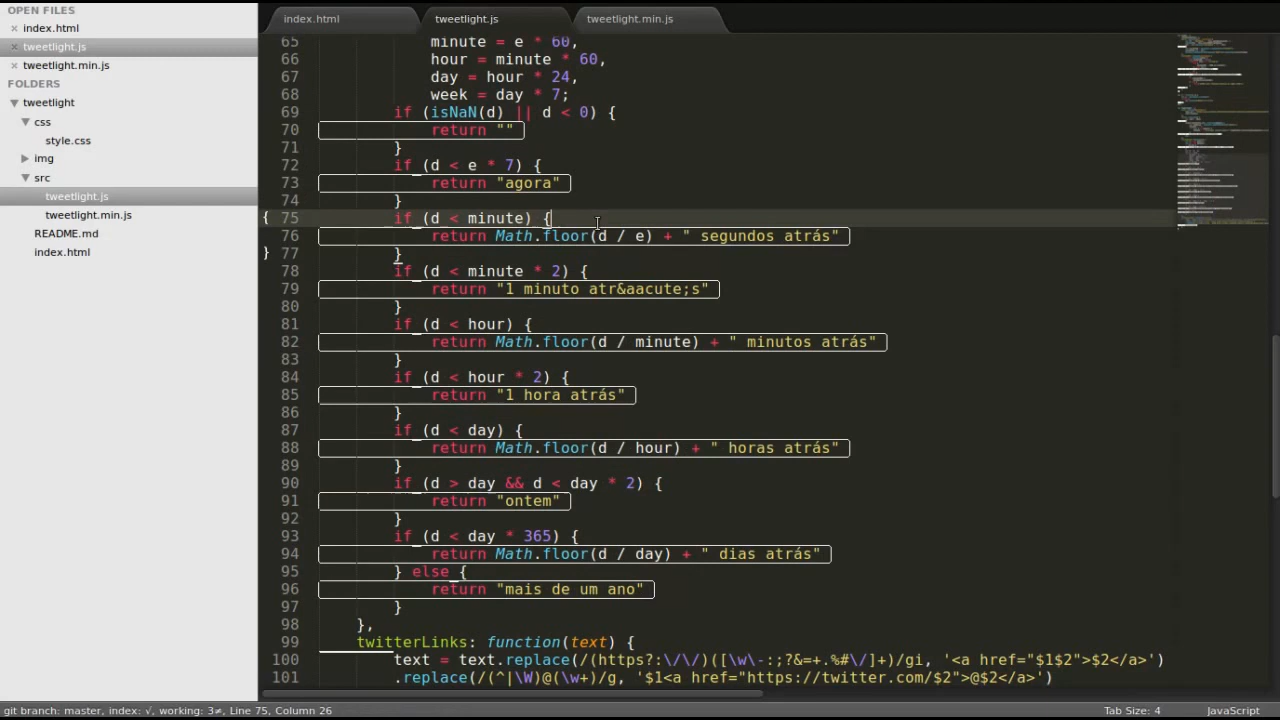 OPEN FILES
× index.html
× tweetlight.js
× tweetlight.min.js
FOLDERS
tweetlight
css
style.css
img
src
tweetlight.js
tweetlight.min.js
README.md
index.html
index.html
tweetlight.js
tweetlight.min.js
65 minute = e * 60,
66 hour = minute * 60,
67 day = hour * 24,
68 week = day * 7;
69 if (isNaN(d) || d < 0) {
70 return ""
71 }
72 if (d < e * 7) {
73 return "agora"
74 }
{ 75 if (d < minute) {
76 return Math.floor(d / e) + " segundos atrás"
} 77 }
78 if (d < minute * 2) {
79 return "1 minuto atr&aacute;s"
80 }
81 if (d < hour) {
82 return Math.floor(d / minute) + " minutos atrás"
83 }
84 if (d < hour * 2) {
85 return "1 hora atrás"
86 }
87 if (d < day) {
88 return Math.floor(d / hour) + " horas atrás"
89 }
90 if (d > day && d < day * 2) {
91 return "ontem"
92 }
93 if (d < day * 365) {
94 return Math.floor(d / day) + " dias atrás"
95 } else {
96 return "mais de um ano"
97 }
98 },
99 twitterLinks: function(text) {
100 text = text.replace(/(https?:\/\/)([\w\-:;?&=+.%#\/]+)/gi, '<a href="$1$2">$2</a>')
101 .replace(/(^|\W)@(\w+)/g, '$1<a href="https://twitter.com/$2">@$2</a>')
git branch: master, index: √, working: 3≠, Line 75, Column 26
Tab Size: 4
JavaScript